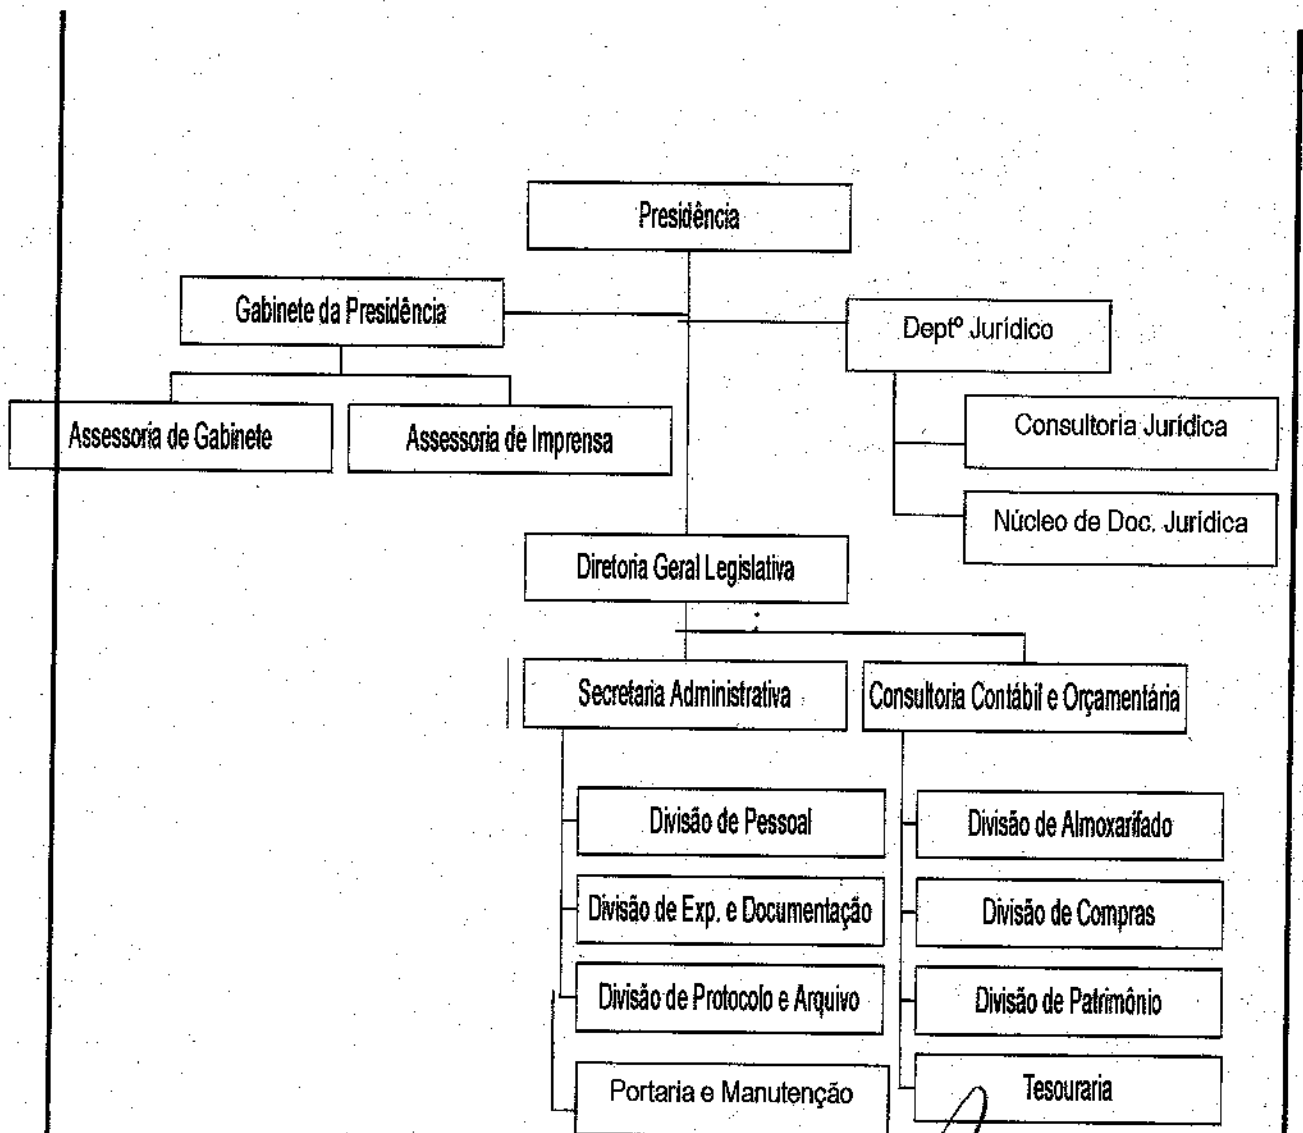 Presidência
Gabinete da Presidência
Deptº Jurídico
Assessoria de Gabinete
Assessoria de Imprensa
Consultoria Jurídica
Núcleo de Doc. Jurídica
Diretoria Geral Legislativa
Secretaria Administrativa
Consultoria Contábil e Orçamentária
Divisão de Pessoal
Divisão de Almoxarifado
Divisão de Exp. e Documentação
Divisão de Compras
Divisão de Protocolo e Arquivo
Divisão de Patrimônio
Portaria e Manutenção
Tesouraria